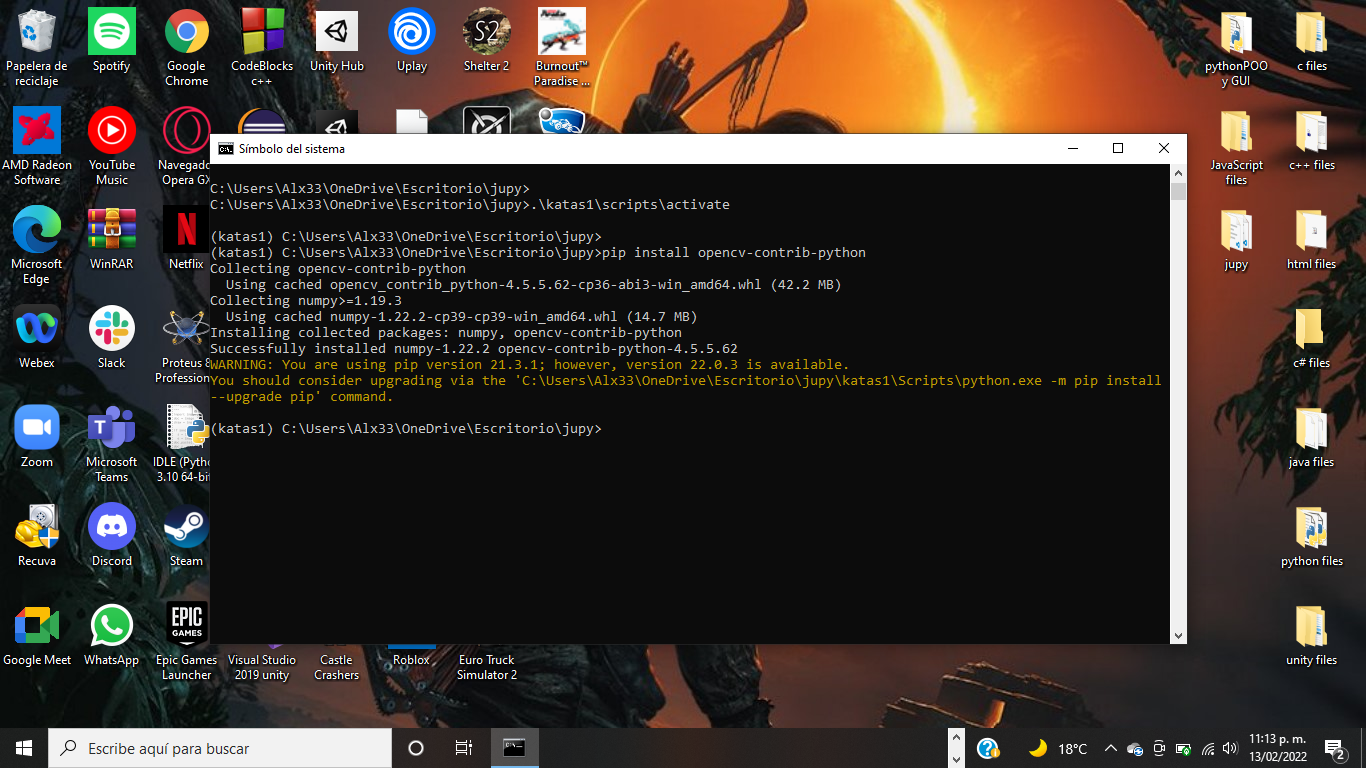 Papelera de
reciclaje
Spotify
Google
Chrome
CodeBlocks
c++
Unity Hub
Uplay
S2
Shelter 2
Burnout™
Paradise ...
pythonPOO
y GUI
c files
AMD Radeon
Software
YouTube
Music
Navegado
Opera GX
JavaScript
files
c++ files
Símbolo del sistema
C:\Users\Alx33\OneDrive\Escritorio\jupy>
C:\Users\Alx33\OneDrive\Escritorio\jupy>.\katas1\scripts\activate
(katas1) C:\Users\Alx33\OneDrive\Escritorio\jupy>
(katas1) C:\Users\Alx33\OneDrive\Escritorio\jupy>pip install opencv-contrib-python
Collecting opencv-contrib-python
Using cached opencv_contrib_python-4.5.5.62-cp36-abi3-win_amd64.whl (42.2 MB)
Collecting numpy>=1.19.3
Using cached numpy-1.22.2-cp39-cp39-win_amd64.whl (14.7 MB)
Installing collected packages: numpy, opencv-contrib-python
Successfully installed numpy-1.22.2 opencv-contrib-python-4.5.5.62
WARNING: You are using pip version 21.3.1; however, version 22.0.3 is available.
You should consider upgrading via the 'C:\Users\Alx33\OneDrive\Escritorio\jupy\katas1\Scripts\python.exe -m pip install
--upgrade pip' command.
(katas1) C:\Users\Alx33\OneDrive\Escritorio\jupy>
Microsoft
Edge
WinRAR
N
Netflix
jupy
html files
Webex
Slack
Proteus 8
Profession
c# files
Zoom
T
Microsoft
Teams
IDLE (Pytho
3.10 64-bit
java files
Recuva
Discord
Steam
python files
Google Meet
WhatsApp
EPIC
GAMES
Epic Games
Launcher
Visual Studio
2019 unity
Castle
Crashers
Roblox
Euro Truck
Simulator 2
unity files
Escribe aquí para buscar
18°C
11:13 p. m.
13/02/2022
2